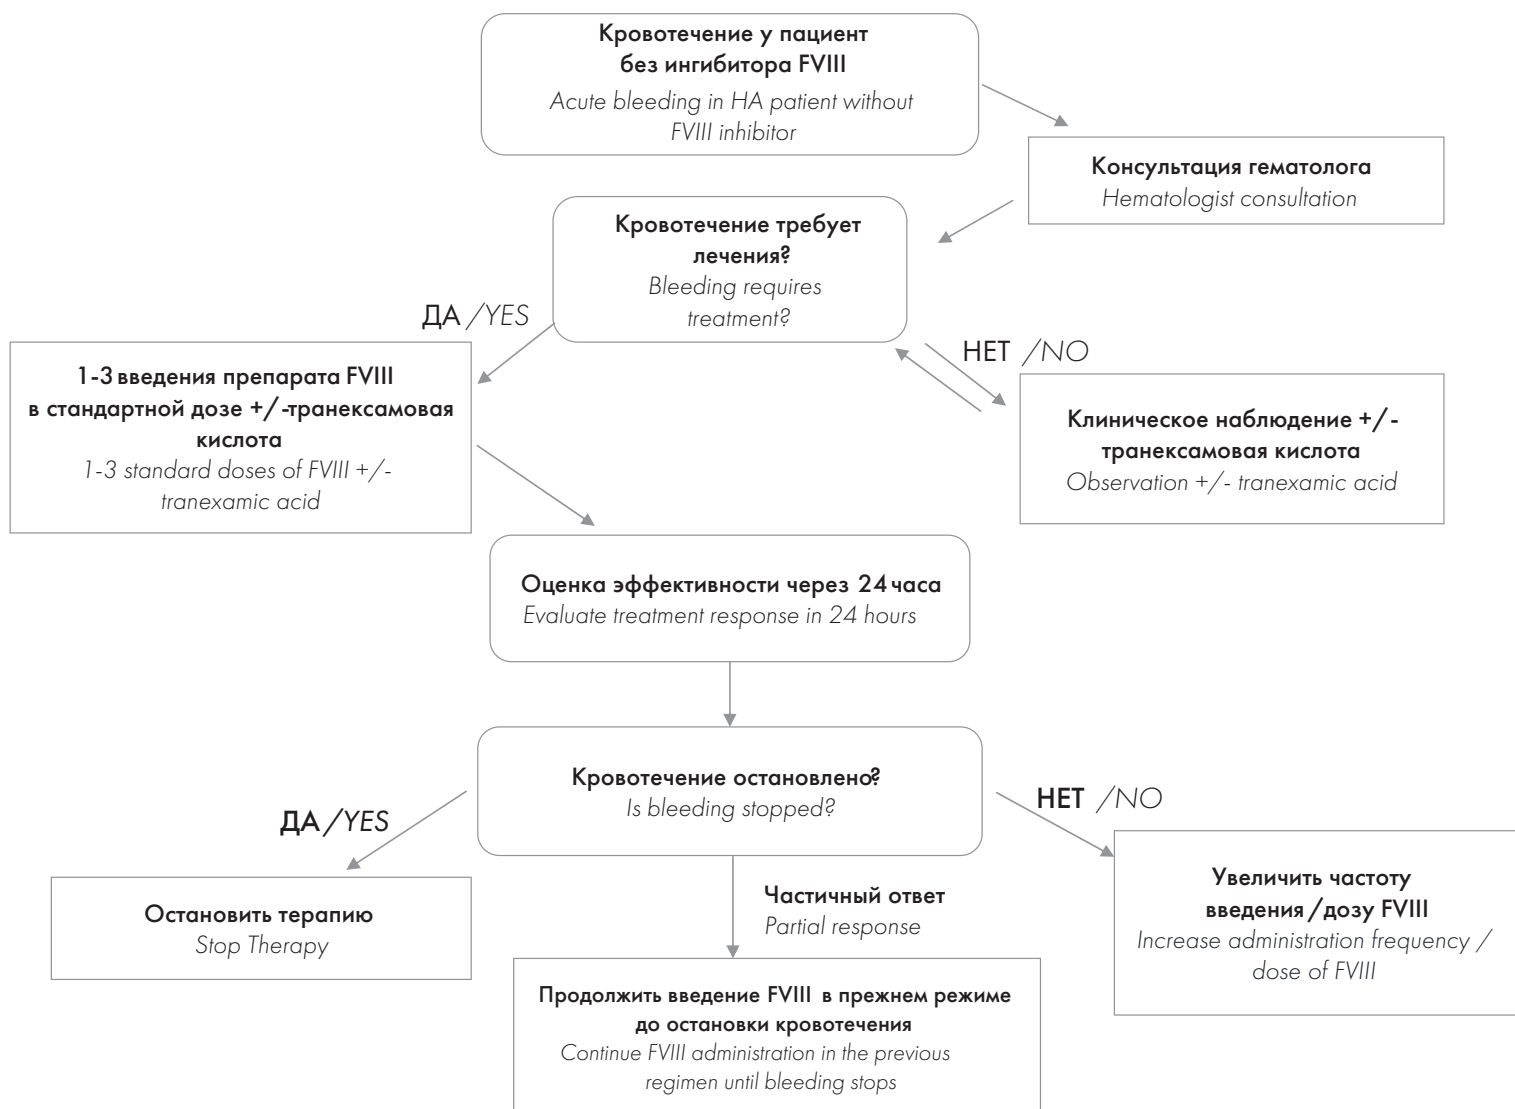 Кровотечение у пациент
без ингибитора FVIII
Acute bleeding in HA patient without
FVIII inhibitor
Консультация гематолога
Hematologist consultation
Кровотечение требует
лечения?
Bleeding requires
treatment?
ДА /YES
НЕТ /NO
1-3 введения препарата FVIII
в стандартной дозе +/-транексамовая
кислота
1-3 standard doses of FVIII +/-
tranexamic acid
Клиническое наблюдение +/-
транексамовая кислота
Observation +/- tranexamic acid
Оценка эффективности через 24 часа
Evaluate treatment response in 24 hours
Кровотечение остановлено?
Is bleeding stopped?
ДА/YES
НЕТ /NO
Остановить терапию
Stop Therapy
Частичный ответ
Partial response
Увеличить частоту
введения/дозу FVIII
Increase administration frequency /
dose of FVIII
Продолжить введение FVIII в прежнем режиме
до остановки кровотечения
Continue FVIII administration in the previous
regimen until bleeding stops